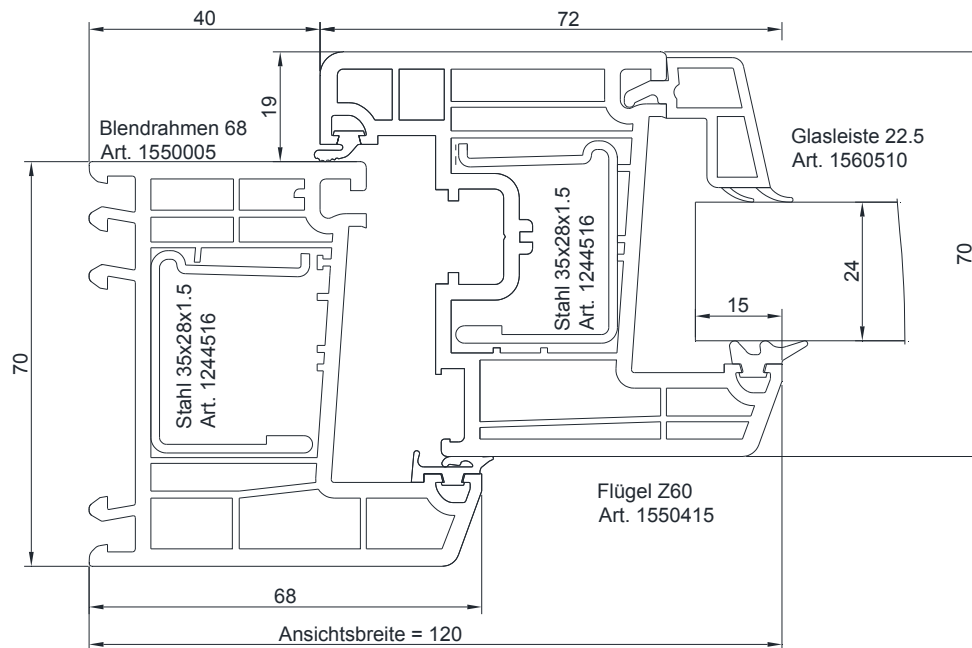 40
72
19
Blendrahmen 68
Art. 1550005
Glasleiste 22.5
Art. 1560510
70
Stahl 35x28x1.5
Art. 1244516
24
15
70
Stahl 35x28x1.5
Art. 1244516
Flügel Z60
Art. 1550415
68
Ansichtsbreite = 120